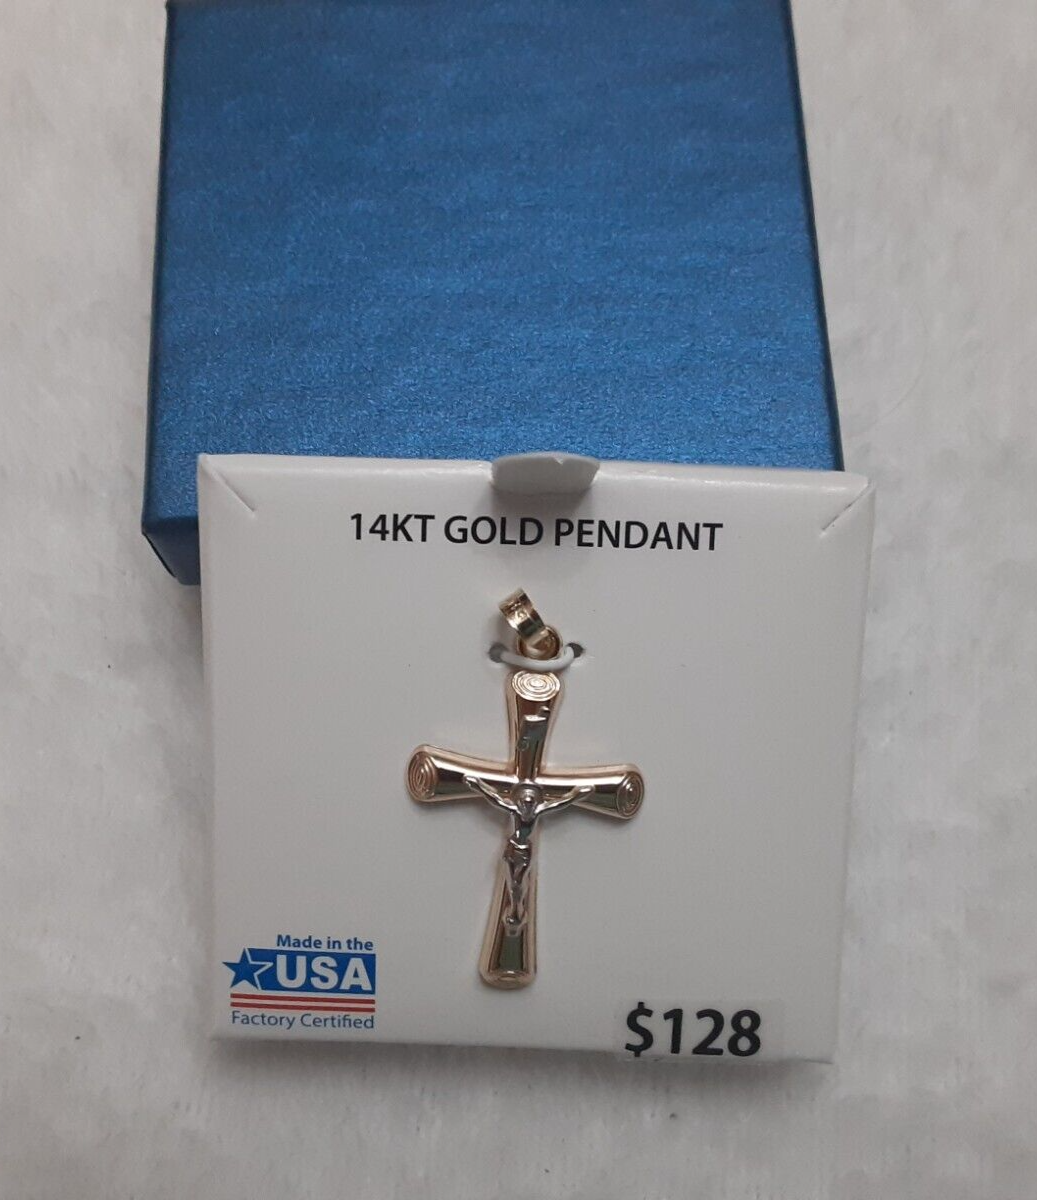 14KT GOLD PENDANT
Made in the
USA
Factory Certified
$128